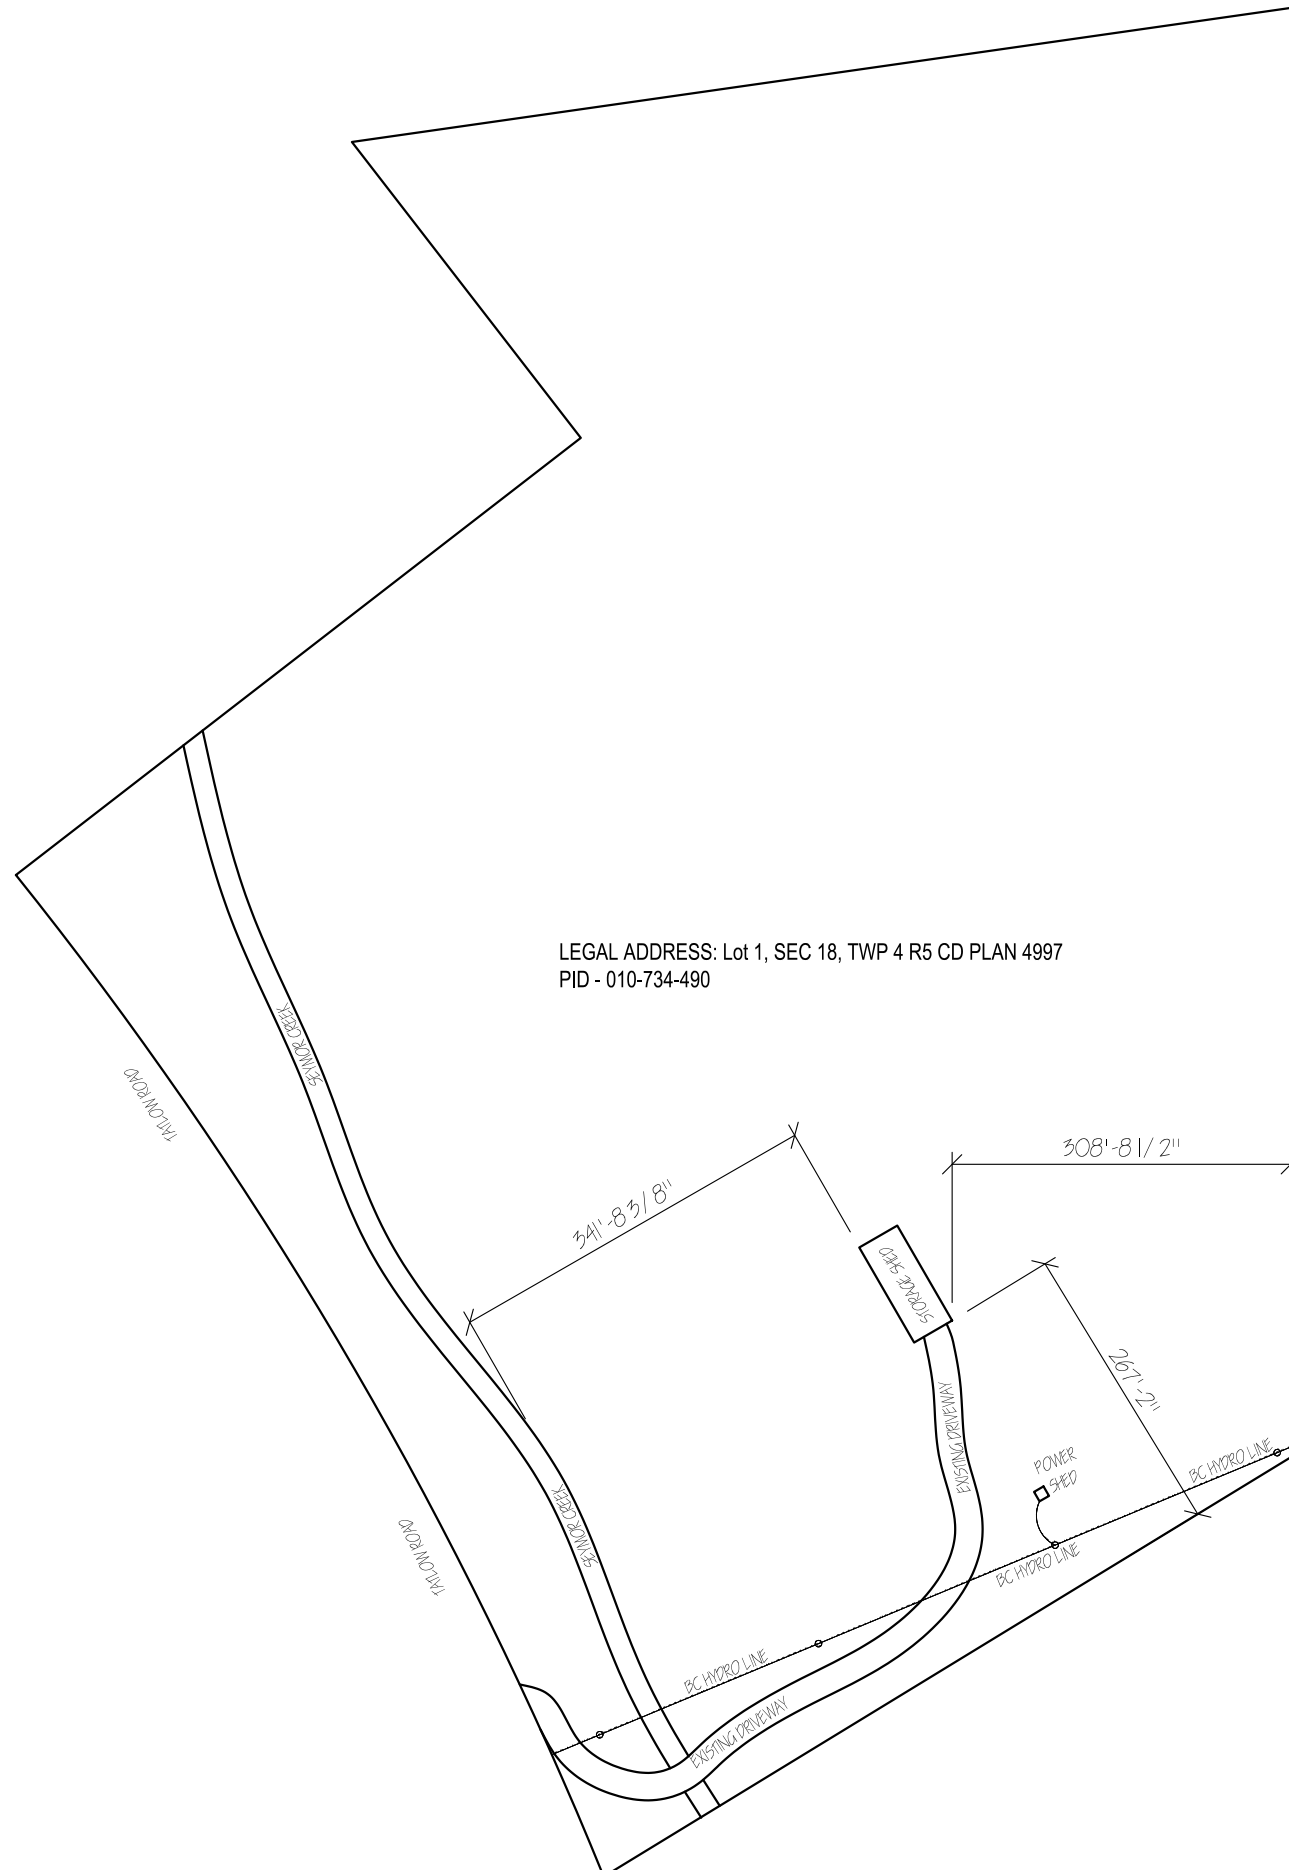 LEGAL ADDRESS: Lot 1, SEC 18, TWP 4 R5 CD PLAN 4997
PID - 010-734-490
SEYMOR CREEK
TATLOW ROAD
308'-8 1/2"
341'-8 3/8"
STORAGE SHED
267'-2"
EXISTING DRIVEWAY
POWER
SHED
BC HYDRO LINE
SEYMOR CREEK
TATLOW ROAD
BC HYDRO LINE
BC HYDRO LINE
EXISTING DRIVEWAY